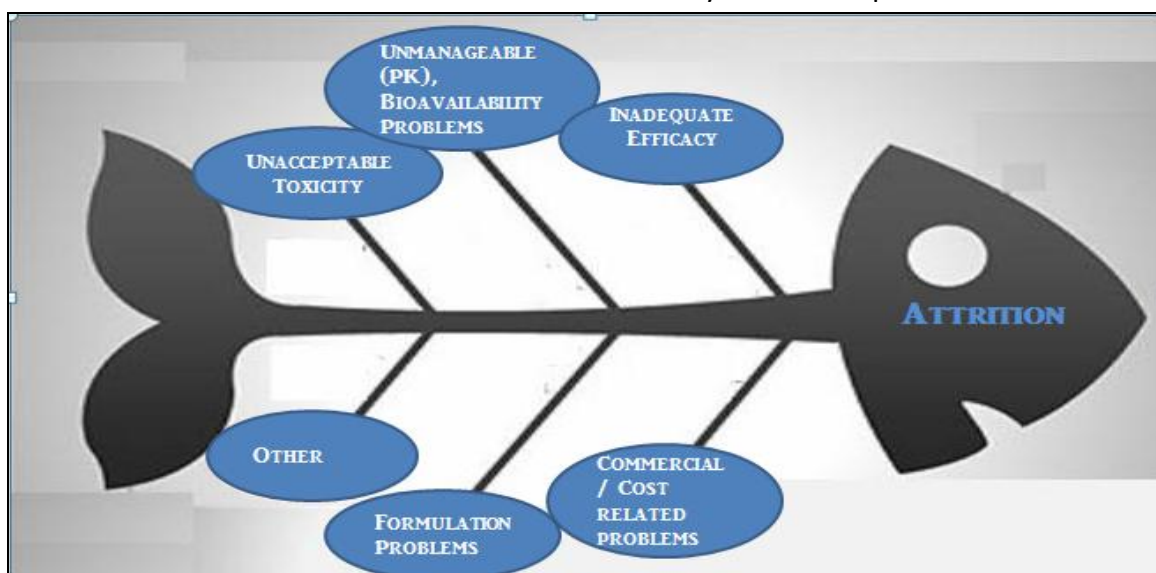 UNMANAGEABLE
(PK),
BIOAVAILABILITY
PROBLEMS
INADEQUATE
EFFICACY
UNACCEPTABLE
TOXICITY
ATTRITION
OTHER
COMMERCIAL
/ COST
RELATED
PROBLEMS
FORMULATION
PROBLEMS